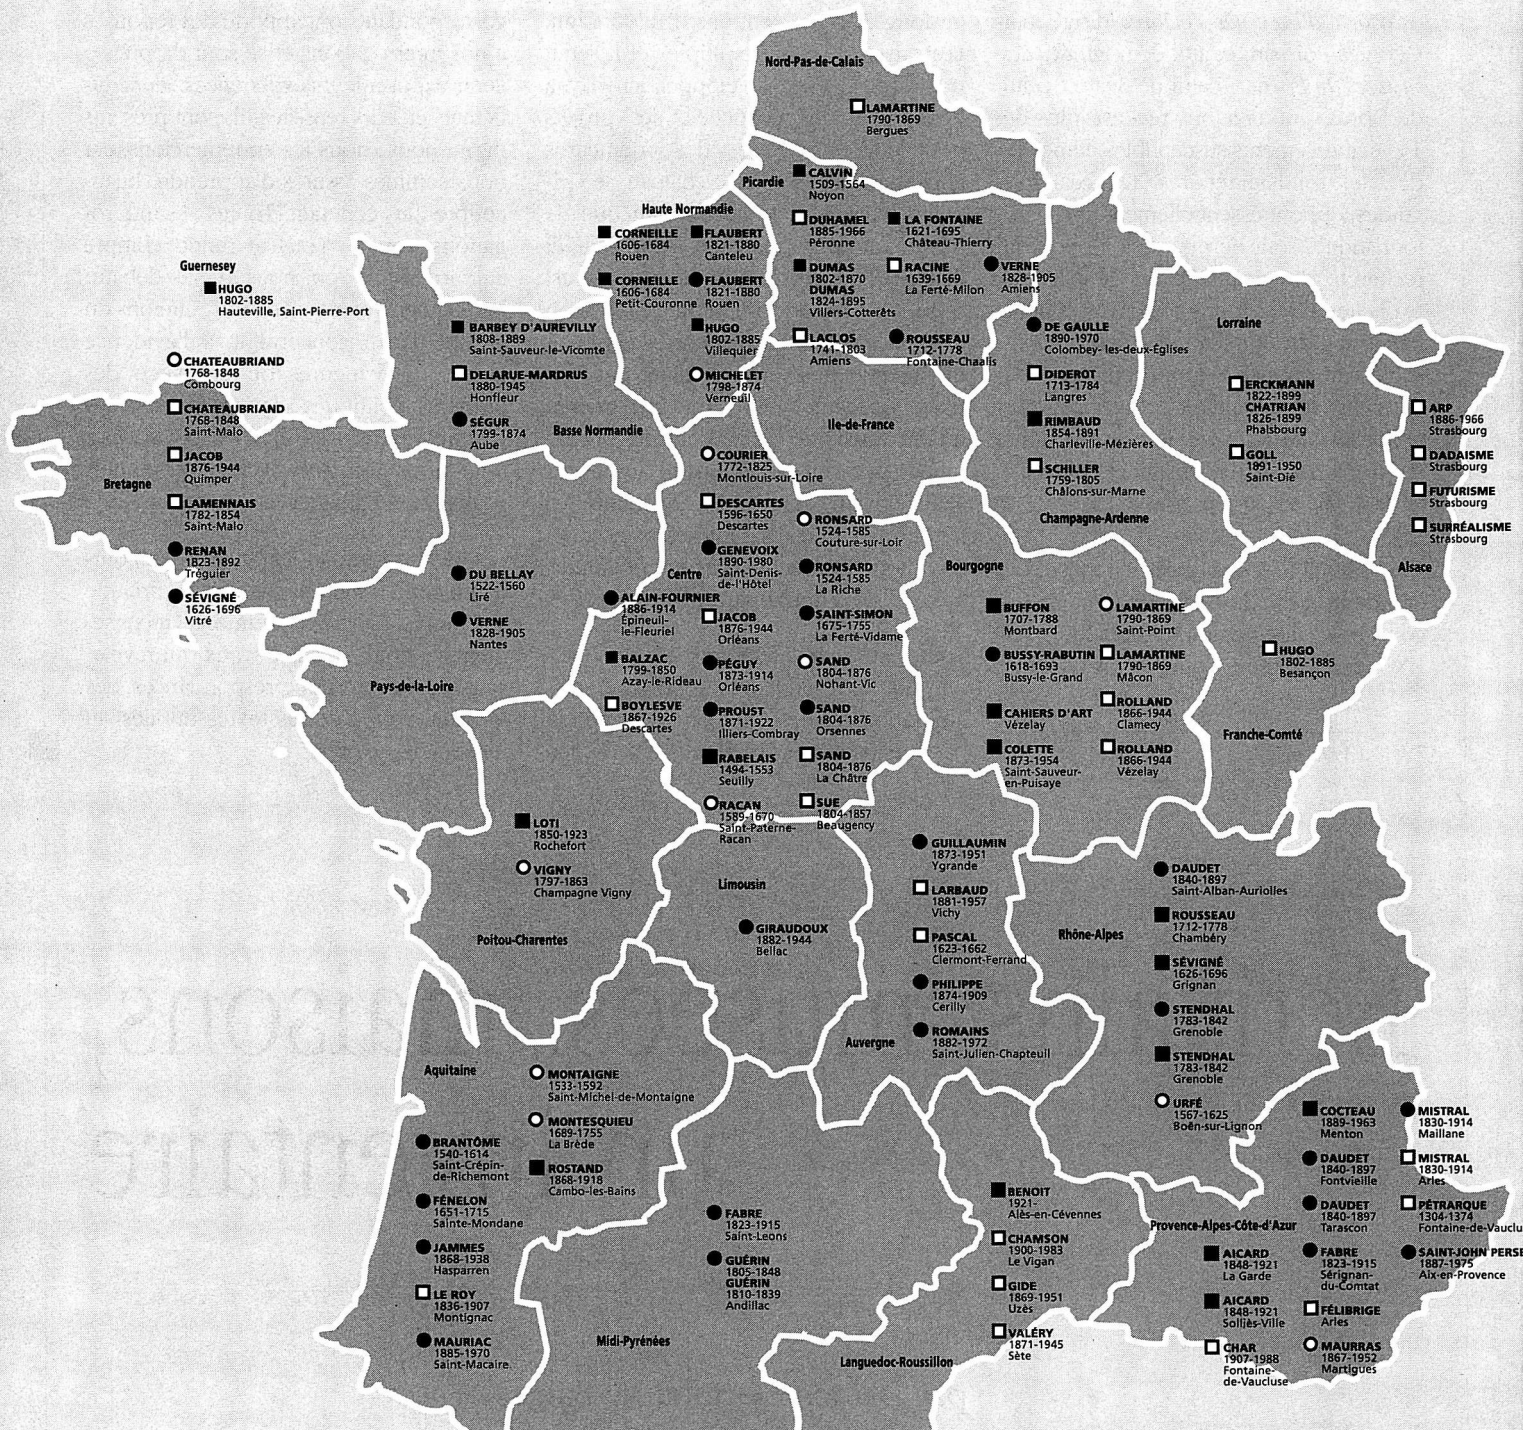 Nord-Pas-de-Calais
LAMARTINE
1790-1869
Bergues
Picardie
CALVIN
1509-1564
Noyon
DUHAMEL
1885-1966
Péronne
DUMAS
1802-1870
DUMAS
1824-1895
Villers-Cotterêts
LACLOS
1741-1803
Amiens
LA FONTAINE
1621-1695
Château-Thierry
RACINE
1639-1669
La Ferté-Milon
ROUSSEAU
1712-1778
Fontaine-Chaalis
VERNE
1828-1905
Amiens
Haute Normandie
CORNEILLE
1606-1684
Rouen
CORNEILLE
1606-1684
Petit-Couronne
FLAUBERT
1821-1880
Canteleu
FLAUBERT
1821-1880
Rouen
HUGO
1802-1885
Villequier
MICHELET
1798-1874
Verneuil
Guernesey
HUGO
1802-1885
Hauteville, Saint-Pierre-Port
CHATEAUBRIAND
1768-1848
Combourg
CHATEAUBRIAND
1768-1848
Saint-Malo
JACOB
1876-1944
Quimper
Bretagne
LAMENNAIS
1782-1854
Saint-Malo
RENAN
1823-1892
Tréguier
SÉVIGNÉ
1626-1696
Vitré
BARBEY D'AUREVILLY
1808-1889
Saint-Sauveur-le-Vicomte
DELARUE-MARDRUS
1880-1945
Honfleur
SÉGUR
1799-1874
Aube
Basse Normandie
Ile-de-France
DE GAULLE
1890-1970
Colombey- les-deux-Églises
DIDEROT
1713-1784
Langres
RIMBAUD
1854-1891
Charleville-Mézières
SCHILLER
1759-1805
Châlons-sur-Marne
Champagne-Ardenne
Lorraine
ERCKMANN
1822-1899
CHATRIAN
1826-1899
Phalsbourg
GOLL
1891-1950
Saint-Dié
ARP
1886-1966
Strasbourg
DADAISME
Strasbourg
FUTURISME
Strasbourg
SURRÉALISME
Strasbourg
Alsace
DU BELLAY
1522-1560
Liré
VERNE
1828-1905
Nantes
Pays-de-la-Loire
Centre
ALAIN-FOURNIER
1886-1914
Épineuil-
le-Fleuriel
BALZAC
1799-1850
Azay-le-Rideau
BOYLESVE
1867-1926
Descartes
COURIER
1772-1825
Montlouis-sur-Loire
DESCARTES
1596-1650
Descartes
GENEVOIX
1890-1980
Saint-Denis-
de-l'Hôtel
JACOB
1876-1944
Orléans
PÉGUY
1873-1914
Orléans
PROUST
1871-1922
Illiers-Combray
RABELAIS
1494-1553
Seuilly
RACAN
1589-1670
Saint-Paterne-
Racan
RONSARD
1524-1585
Couture-sur-Loir
RONSARD
1524-1585
La Riche
SAINT-SIMON
1675-1755
La Ferté-Vidame
SAND
1804-1876
Nohant-Vic
SAND
1804-1876
Orsennes
SAND
1804-1876
La Châtre
SUE
1804-1857
Beaugency
Bourgogne
BUFFON
1707-1788
Montbard
BUSSY-RABUTIN
1618-1693
Bussy-le-Grand
CAHIERS D'ART
Vézelay
COLETTE
1873-1954
Saint-Sauveur-
en-Puisaye
LAMARTINE
1790-1869
Saint-Point
LAMARTINE
1790-1869
Mâcon
ROLLAND
1866-1944
Clamecy
ROLLAND
1866-1944
Vézelay
HUGO
1802-1885
Besançon
Franche-Comté
LOTI
1850-1923
Rochefort
VIGNY
1797-1863
Champagne Vigny
Poitou-Charentes
Limousin
GIRAUDOUX
1882-1944
Bellac
GUILLAUMIN
1873-1951
Ygrande
LARBAUD
1881-1957
Vichy
PASCAL
1623-1662
Clermont-Ferrand
PHILIPPE
1874-1909
Cerilly
ROMAINS
1882-1972
Saint-Julien-Chapteuil
Auvergne
Rhône-Alpes
DAUDET
1840-1897
Saint-Alban-Auriolles
ROUSSEAU
1712-1778
Chambéry
SÉVIGNÉ
1626-1696
Grignan
STENDHAL
1783-1842
Grenoble
STENDHAL
1783-1842
Grenoble
URFÉ
1567-1625
Boën-sur-Lignon
Aquitaine
BRANTÔME
1540-1614
Saint-Crépin-
de-Richemont
FÉNELON
1651-1715
Sainte-Mondane
JAMMES
1868-1938
Hasparren
LE ROY
1836-1907
Montignac
MAURIAC
1885-1970
Saint-Macaire
MONTAIGNE
1533-1592
Saint-Michel-de-Montaigne
MONTESQUIEU
1689-1755
La Brède
ROSTAND
1868-1918
Cambo-les-Bains
FABRE
1823-1915
Saint-Leons
GUÉRIN
1805-1848
GUÉRIN
1810-1839
Andillac
Midi-Pyrénées
BENOIT
1921-
Alès-en-Cévennes
CHAMSON
1900-1983
Le Vigan
GIDE
1869-1951
Uzès
VALÉRY
1871-1945
Sète
Languedoc-Roussillon
Provence-Alpes-Côte-d'Azur
AICARD
1848-1921
La Garde
AICARD
1848-1921
Solliès-Ville
CHAR
1907-1988
Fontaine-
de-Vaucluse
COCTEAU
1889-1963
Menton
DAUDET
1840-1897
Fontvieille
DAUDET
1840-1897
Tarascon
FABRE
1823-1915
Sérignan-
du-Comtat
FÉLIBRIGE
Arles
MAURRAS
1867-1952
Martigues
MISTRAL
1830-1914
Maillane
MISTRAL
1830-1914
Arles
PÉTRARQUE
1304-1374
Fontaine-de-Vauclu
SAINT-JOHN PERSE
1887-1975
Aix-en-Provence